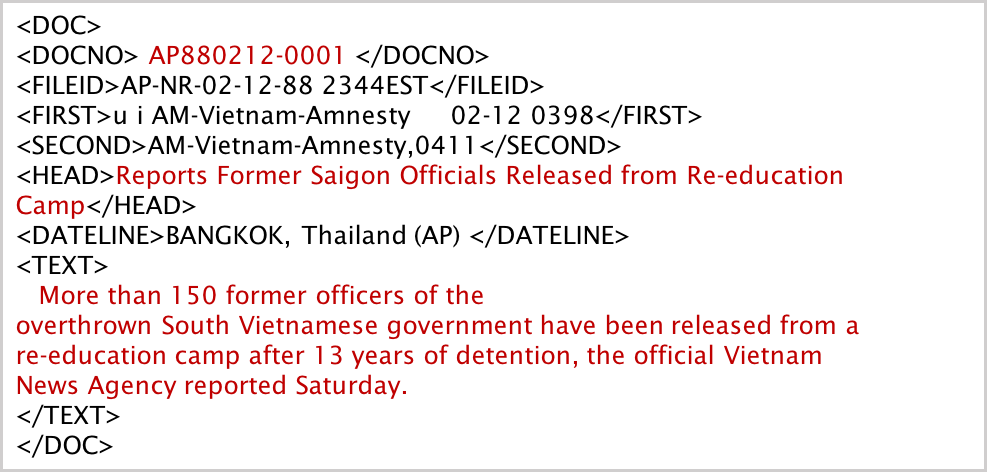 <DOC>
<DOCNO> AP880212-0001 </DOCNO>
<FILEID>AP-NR-02-12-88 2344EST</FILEID>
<FIRST>u i AM-Vietnam-Amnesty     02-12 0398</FIRST>
<SECOND>AM-Vietnam-Amnesty,0411</SECOND>
<HEAD>Reports Former Saigon Officials Released from Re-education
Camp</HEAD>
<DATELINE>BANGKOK, Thailand (AP) </DATELINE>
<TEXT>
   More than 150 former officers of the
overthrown South Vietnamese government have been released from a
re-education camp after 13 years of detention, the official Vietnam
News Agency reported Saturday.
</TEXT>
</DOC>